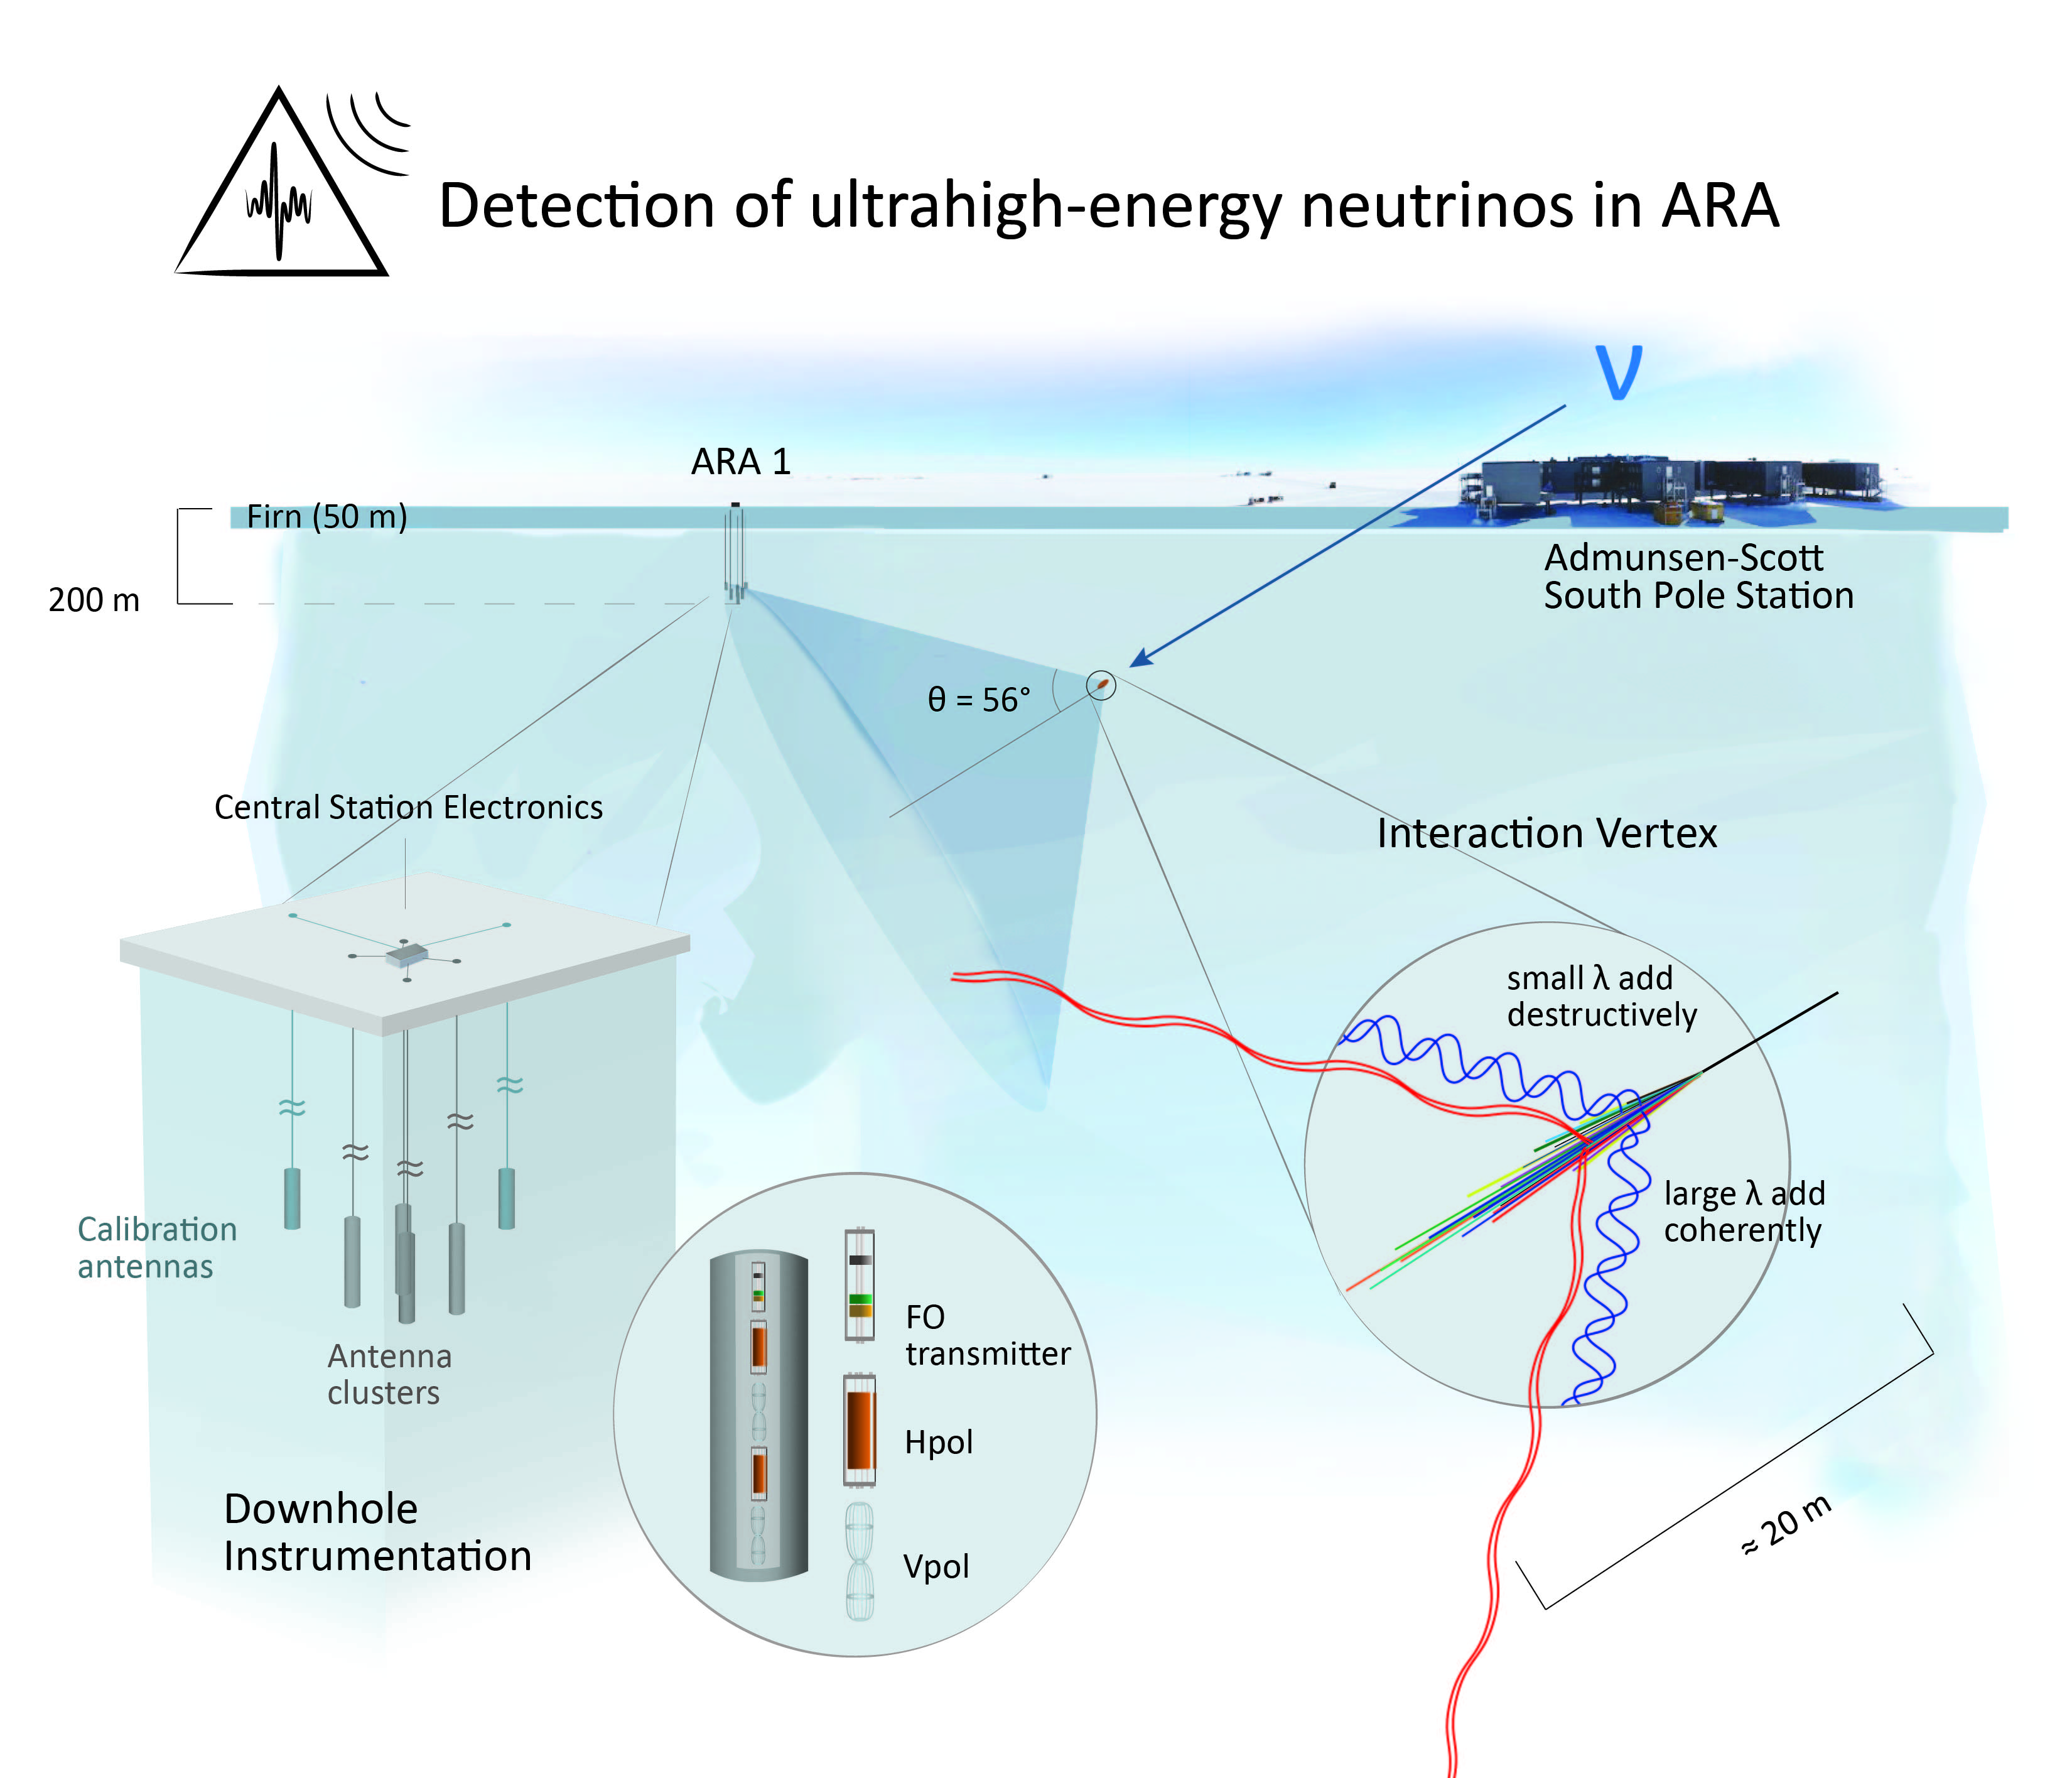 Detection of ultrahigh-energy neutrinos in ARA
ν
ARA 1
Firn (50 m)
200 m
Admunsen-Scott
South Pole Station
θ = 56°
Central Station Electronics
Interaction Vertex
small λ add
destructively
large λ add
coherently
Calibration
antennas
Antenna
clusters
FO
transmitter
Hpol
Vpol
Downhole
Instrumentation
≈ 20 m